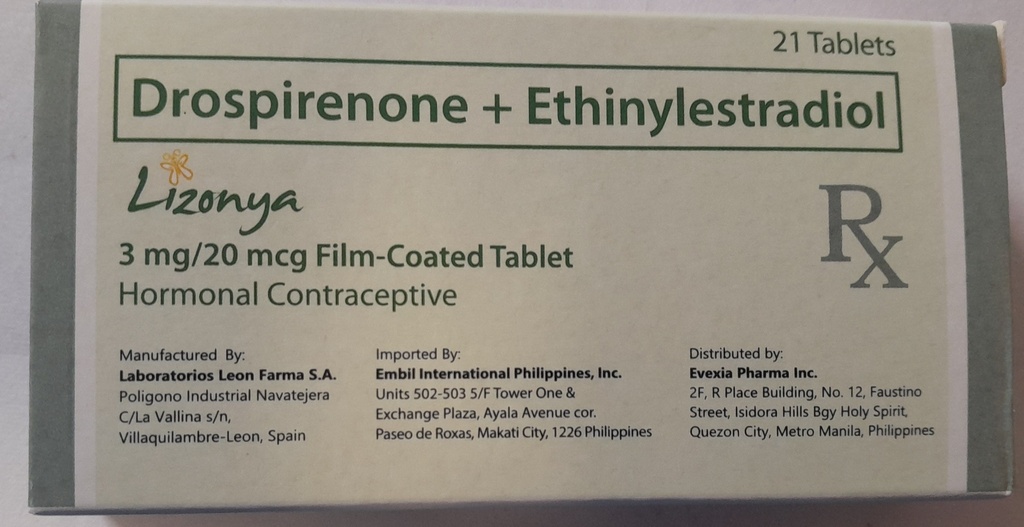 21 Tablets
Drospirenone + Ethinylestradiol
Lizonya
Rx
3 mg/20 mcg Film-Coated Tablet
Hormonal Contraceptive
Manufactured By:
Laboratorios Leon Farma S.A.
Poligono Industrial Navatejera
C/La Vallina s/n,
Villaquilambre-Leon, Spain
Imported By:
Embil International Philippines, Inc.
Units 502-503 5/F Tower One &
Exchange Plaza, Ayala Avenue cor.
Paseo de Roxas, Makati City, 1226 Philippines
Distributed by:
Evexia Pharma Inc.
2F, R Place Building, No. 12, Faustino
Street, Isidora Hills Bgy Holy Spirit,
Quezon City, Metro Manila, Philippines